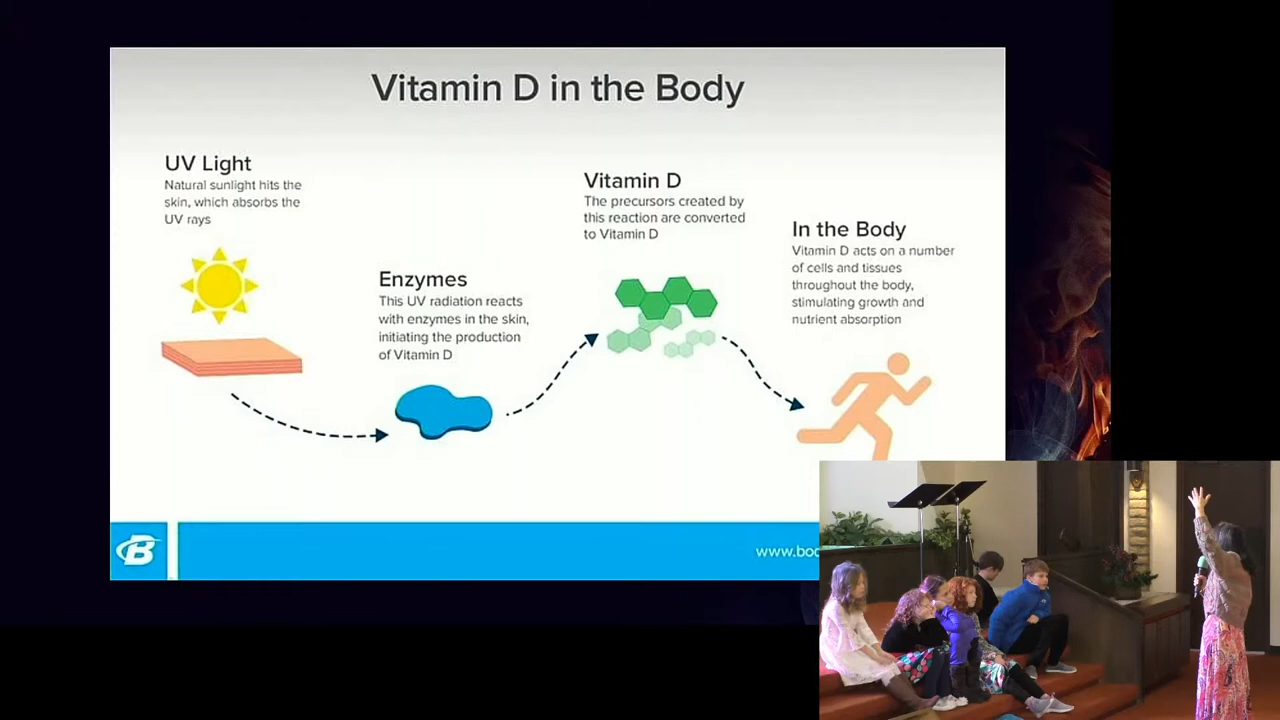 Vitamin D in the Body
UV Light
Natural sunlight hits the
skin, which absorbs the
UV rays
Enzymes
This UV radiation reacts
with enzymes in the skin,
initiating the production
of Vitamin D
Vitamin D
The precursors created by
this reaction are converted
to Vitamin D
In the Body
Vitamin D acts on a number
of cells and tissues
throughout the body,
stimulating growth and
nutrient absorption
B